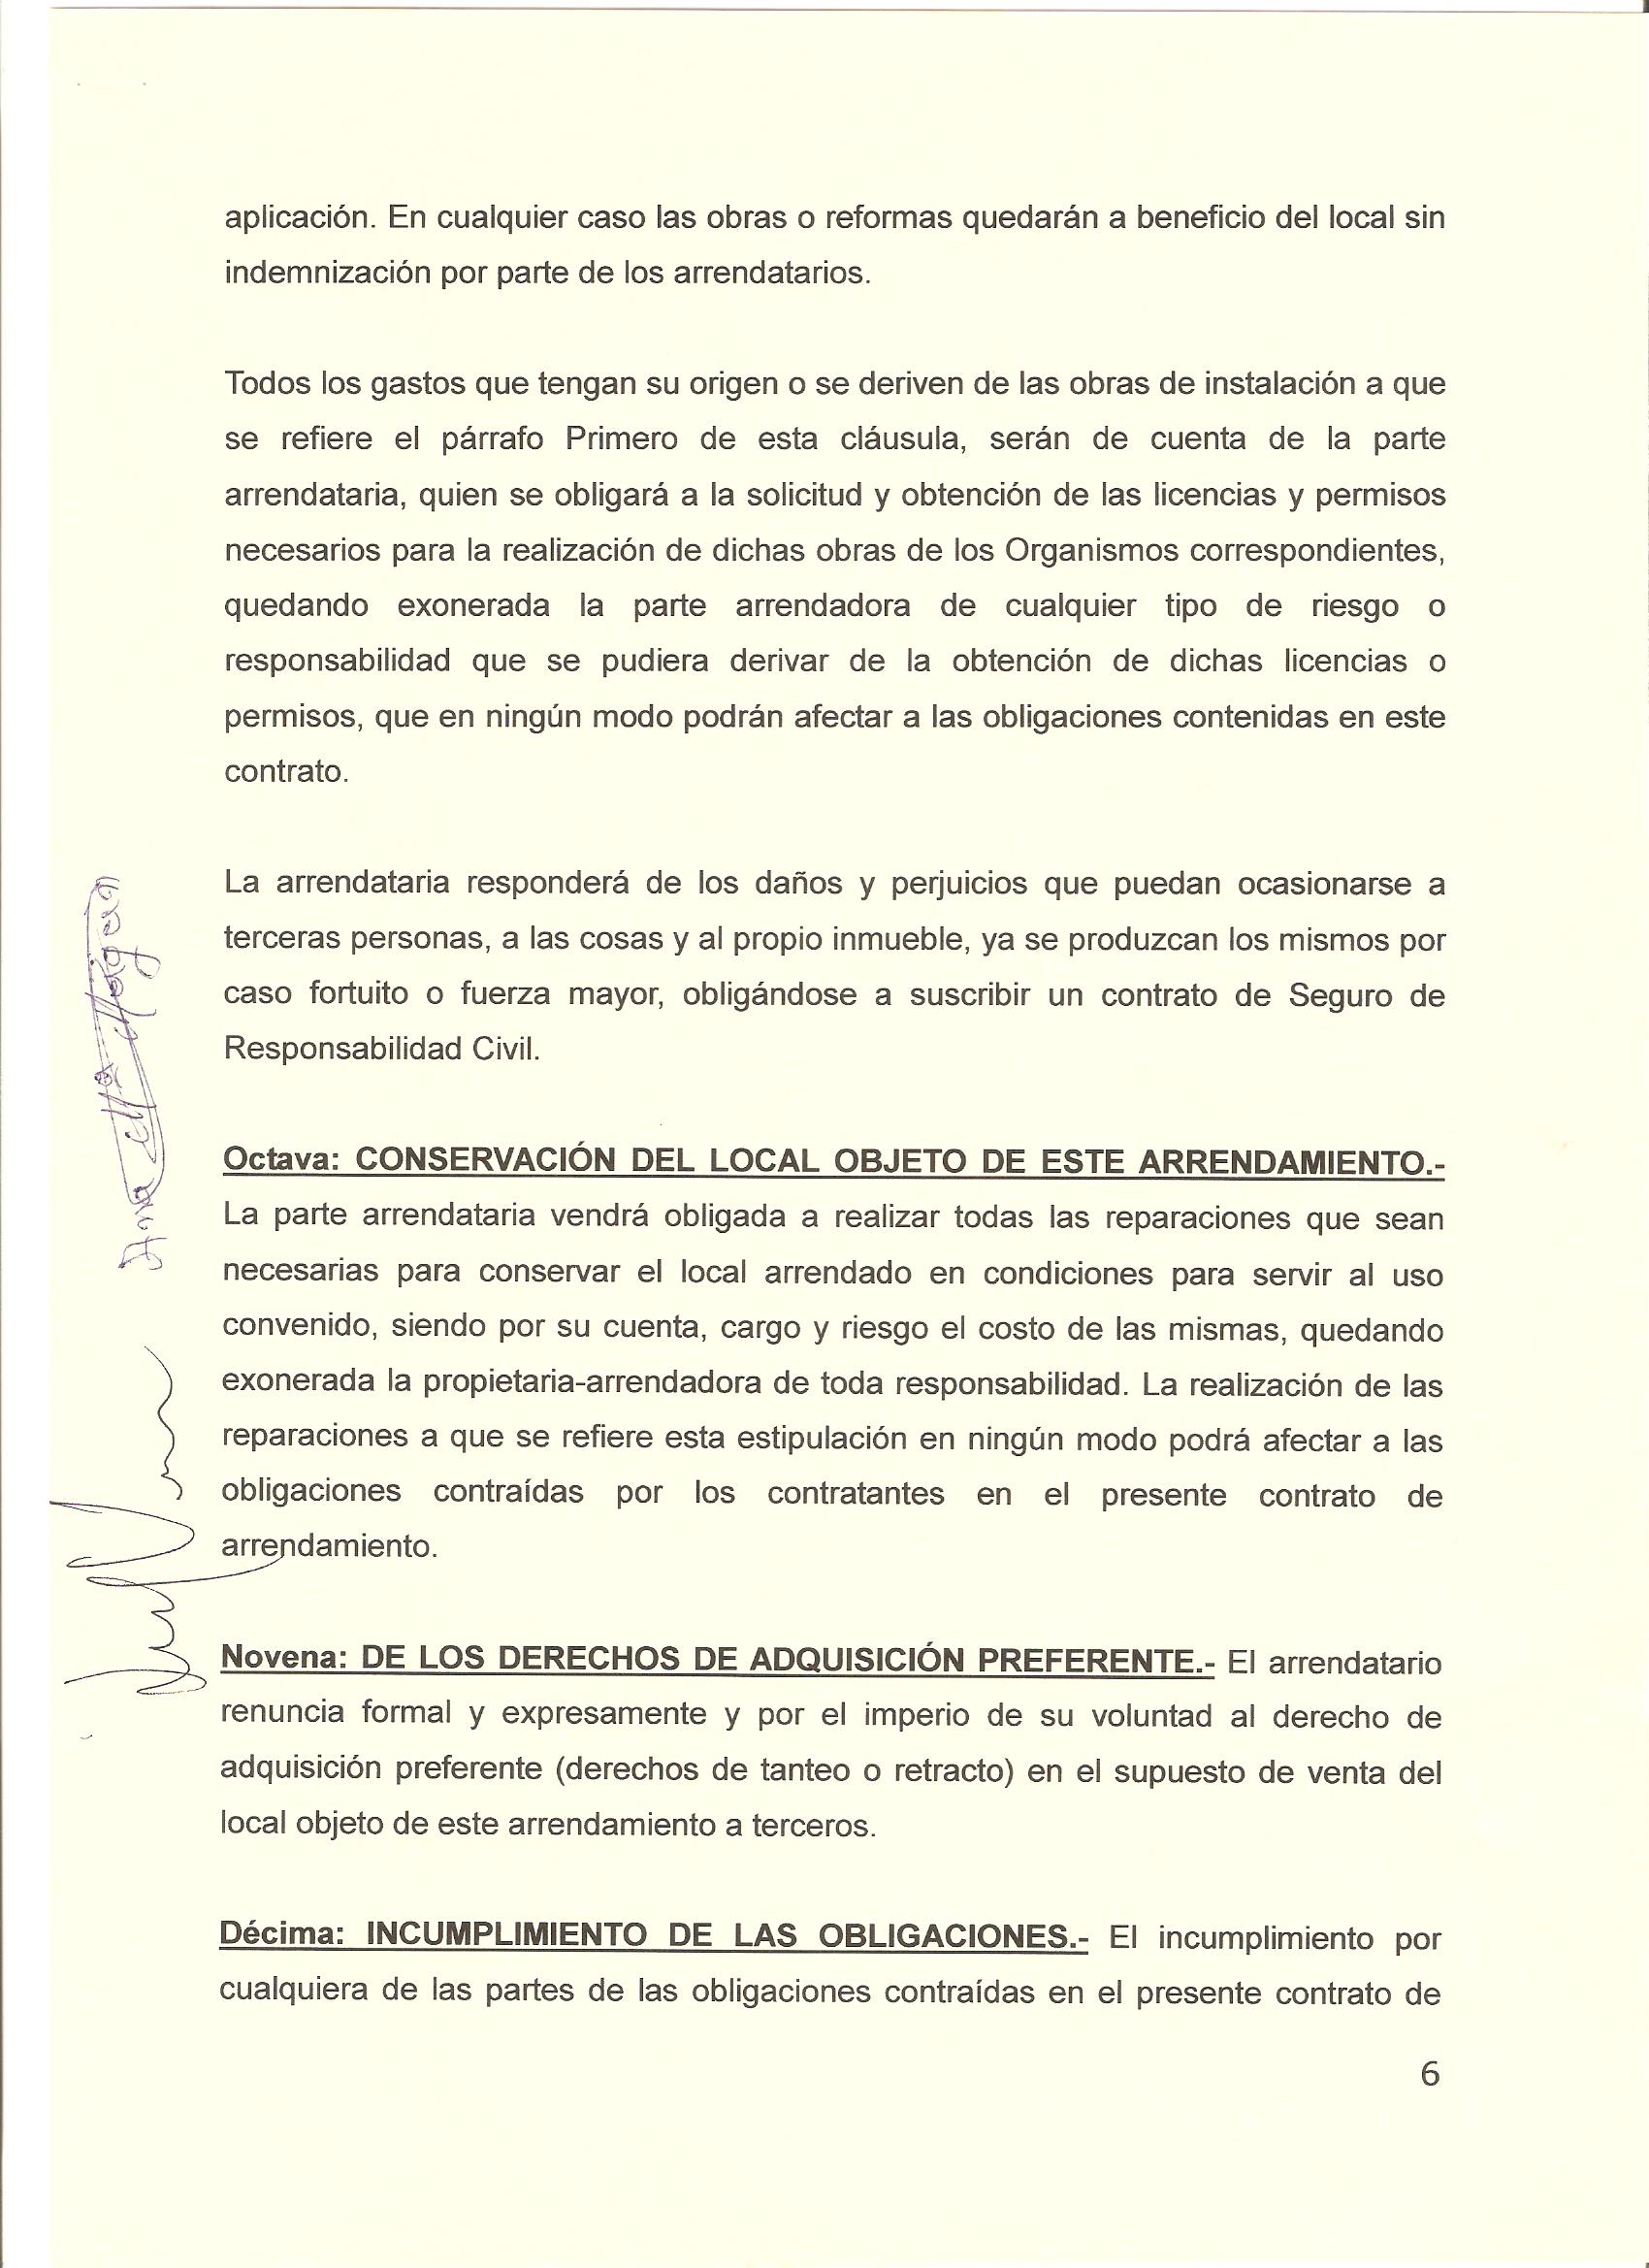 aplicación. En cualquier caso las obras o reformas quedarán a beneficio del local sin
indemnización por parte de los arrendatarios.
Todos los gastos que tengan su origen o se deriven de las obras de instalación a que
se refiere el párrafo Primero de esta cláusula, serán de cuenta de la parte
arrendataria, quien se obligará a la solicitud y obtención de las licencias y permisos
necesarios para la realización de dichas obras de los Organismos correspondientes,
quedando exonerada la parte arrendadora de cualquier tipo de riesgo o
responsabilidad que se pudiera derivar de la obtención de dichas licencias o
permisos, que en ningún modo podrán afectar a las obligaciones contenidas en este
contrato.
La arrendataria responderá de los daños y perjuicios que puedan ocasionarse a
terceras personas, a las cosas y al propio inmueble, ya se produzcan los mismos por
caso fortuito o fuerza mayor, obligándose a suscribir un contrato de Seguro de
Responsabilidad Civil.
Octava: CONSERVACIÓN DEL LOCAL OBJETO DE ESTE ARRENDAMIENTO.-
La parte arrendataria vendrá obligada a realizar todas las reparaciones que sean
necesarias para conservar el local arrendado en condiciones para servir al uso
convenido, siendo por su cuenta, cargo y riesgo el costo de las mismas, quedando
exonerada la propietaria-arrendadora de toda responsabilidad. La realización de las
reparaciones a que se refiere esta estipulación en ningún modo podrá afectar a las
obligaciones contraídas por los contratantes en el presente contrato de
arrendamiento.
Novena: DE LOS DERECHOS DE ADQUISICIÓN PREFERENTE.- El arrendatario
renuncia formal y expresamente y por el imperio de su voluntad al derecho de
adquisición preferente (derechos de tanteo o retracto) en el supuesto de venta del
local objeto de este arrendamiento a terceros.
Décima: INCUMPLIMIENTO DE LAS OBLIGACIONES.- El incumplimiento por
cualquiera de las partes de las obligaciones contraídas en el presente contrato de
6
Ana